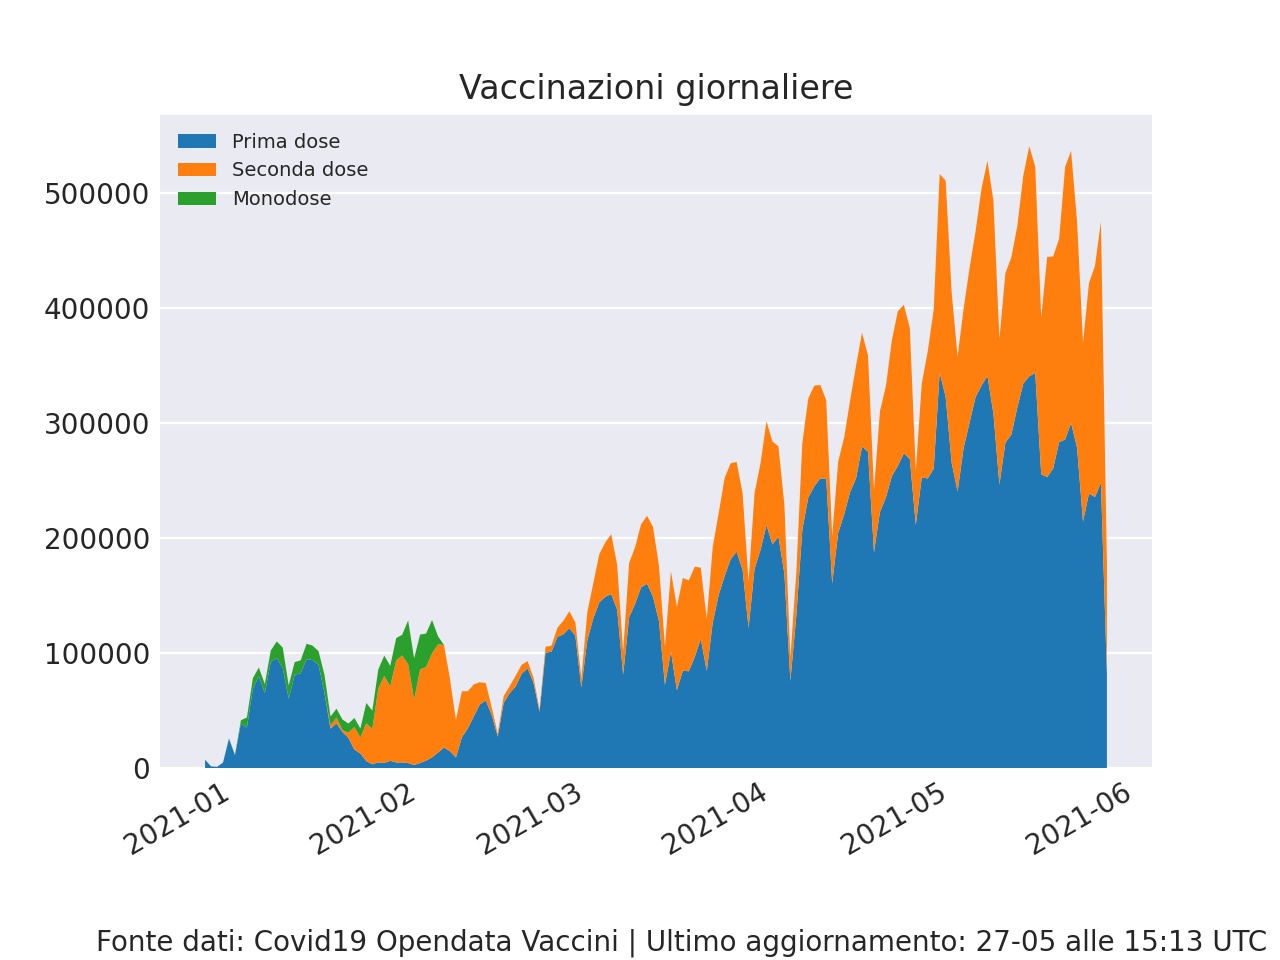 Vaccinazioni giornaliere
Prima dose
Seconda dose
Monodose
500000
400000
300000
200000
100000
0
2021-01
2021-02
2021-03
2021-04
2021-05
2021-06
Fonte dati: Covid19 Opendata Vaccini | Ultimo aggiornamento: 27-05 alle 15:13 UTC